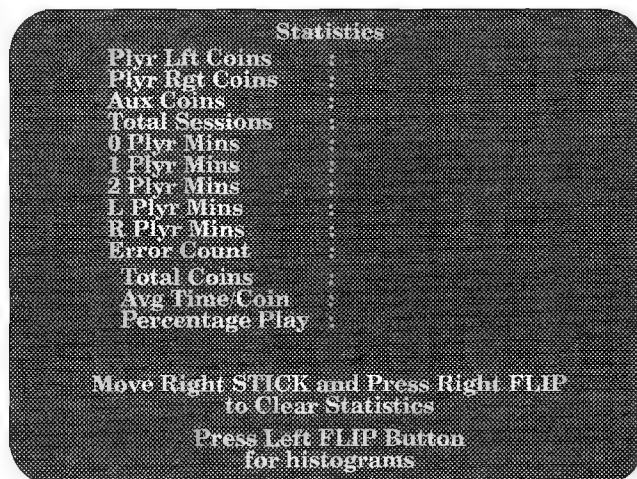 Statistics
Plyr Lft Coins :
Plyr Rgt Coins :
Aux Coins :
Total Sessions :
0 Plyr Mins :
1 Plyr Mins :
2 Plyr Mins :
L Plyr Mins :
R Plyr Mins :
Error Count :
Total Coins :
Avg Time/Coin :
Percentage Play :
Move Right STICK and Press Right FLIP
to Clear Statistics
Press Left FLIP Button
for histograms